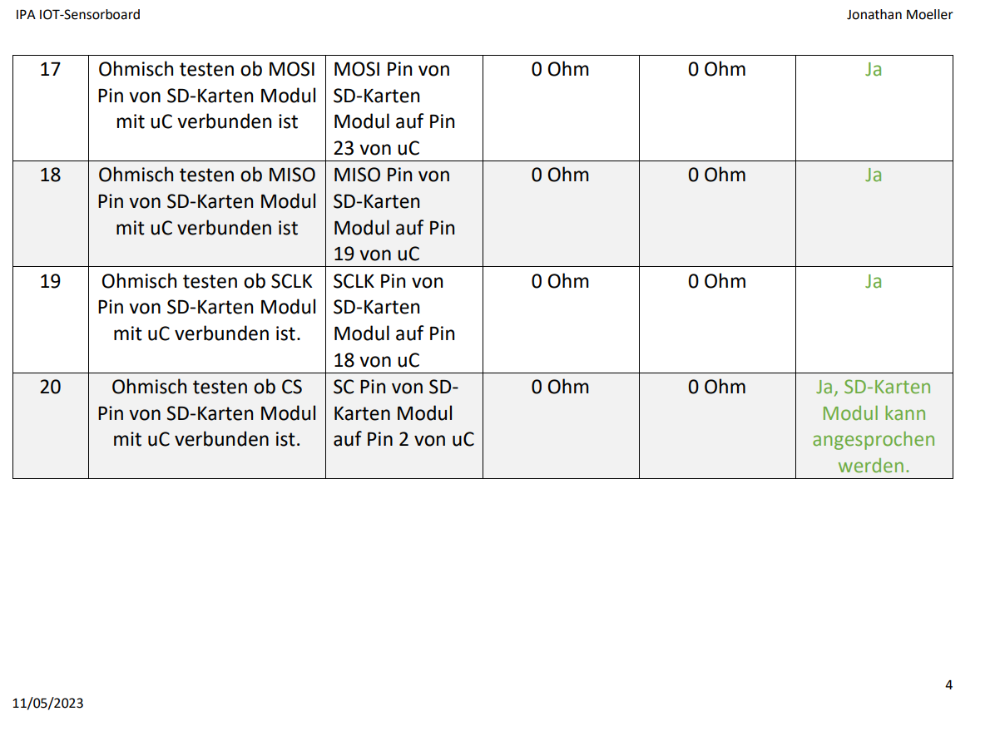 IPA IOT-Sensorboard
Jonathan Moeller
17
Ohmisch testen ob MOSI
Pin von SD-Karten Modul
mit uC verbunden ist
MOSI Pin von
SD-Karten
Modul auf Pin
23 von uC
0 Ohm
0 Ohm
Ja
18
Ohmisch testen ob MISO
Pin von SD-Karten Modul
mit uC verbunden ist
MISO Pin von
SD-Karten
Modul auf Pin
19 von uC
0 Ohm
0 Ohm
Ja
19
Ohmisch testen ob SCLK
Pin von SD-Karten Modul
mit uC verbunden ist.
SCLK Pin von
SD-Karten
Modul auf Pin
18 von uC
0 Ohm
0 Ohm
Ja
20
Ohmisch testen ob CS
Pin von SD-Karten Modul
mit uC verbunden ist.
SC Pin von SD-
Karten Modul
auf Pin 2 von uC
0 Ohm
0 Ohm
Ja, SD-Karten
Modul kann
angesprochen
werden.
4
11/05/2023